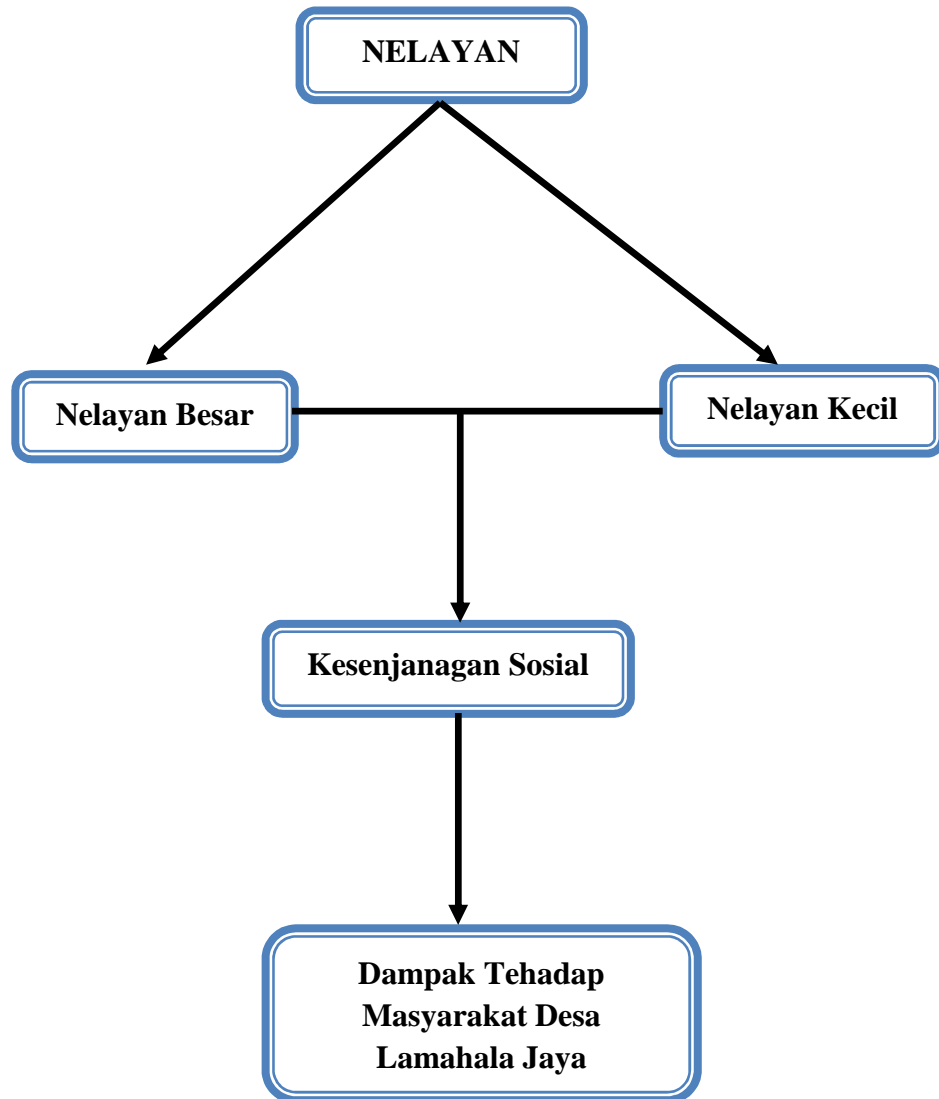 NELAYAN
Nelayan Besar
Nelayan Kecil
Kesenjanagan Sosial
Dampak Tehadap
Masyarakat Desa
Lamahala Jaya